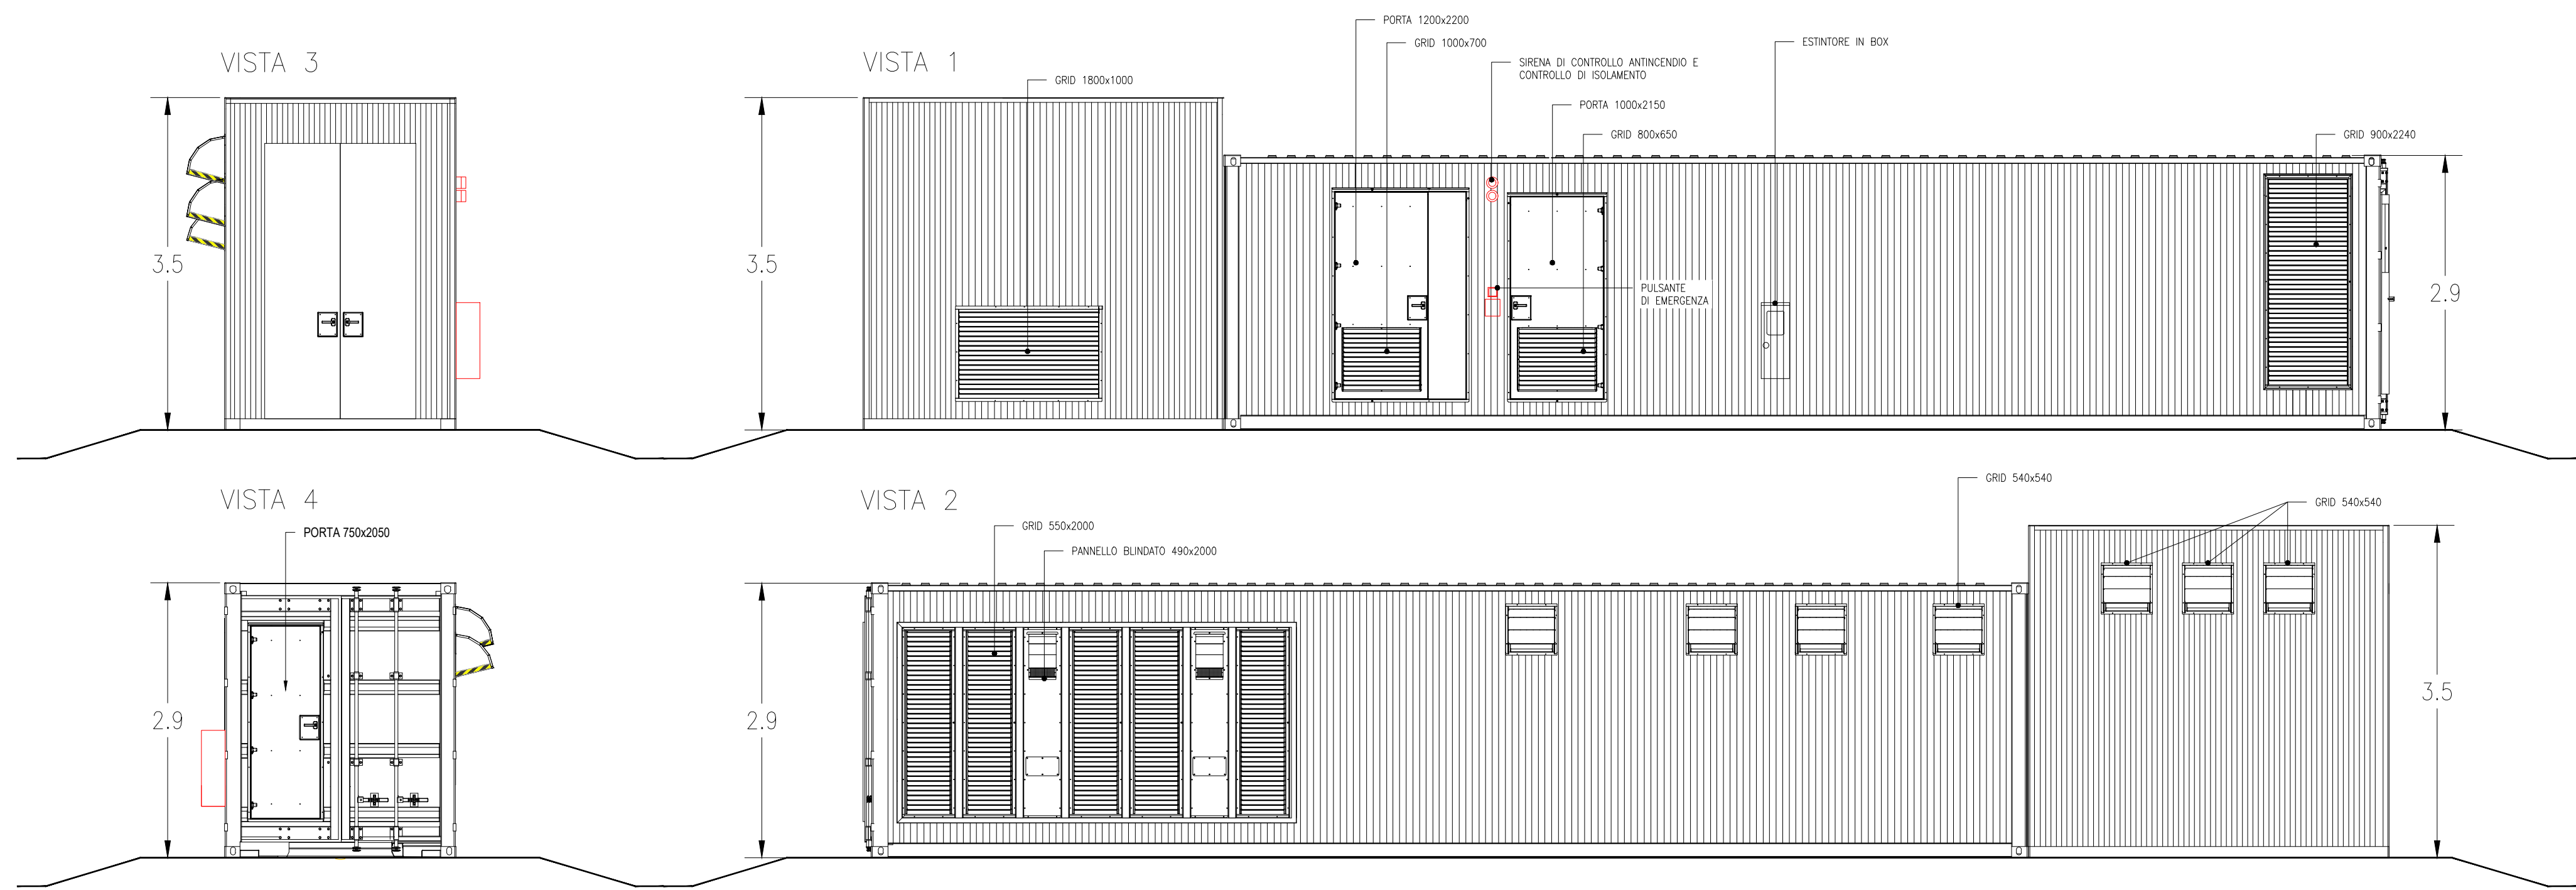 VISTA 3
3.5
VISTA 1
GRID 1800x1000
PORTA 1200x2200
GRID 1000x700
SIRENA DI CONTROLLO ANTINCENDIO E
CONTROLLO DI ISOLAMENTO
PORTA 1000x2150
GRID 800x650
ESTINTORE IN BOX
GRID 900x2240
PULSANTE
DI EMERGENZA
3.5
2.9
VISTA 4
PORTA 750x2050
2.9
VISTA 2
GRID 550x2000
PANNELLO BLINDATO 490x2000
GRID 540x540
GRID 540x540
2.9
3.5